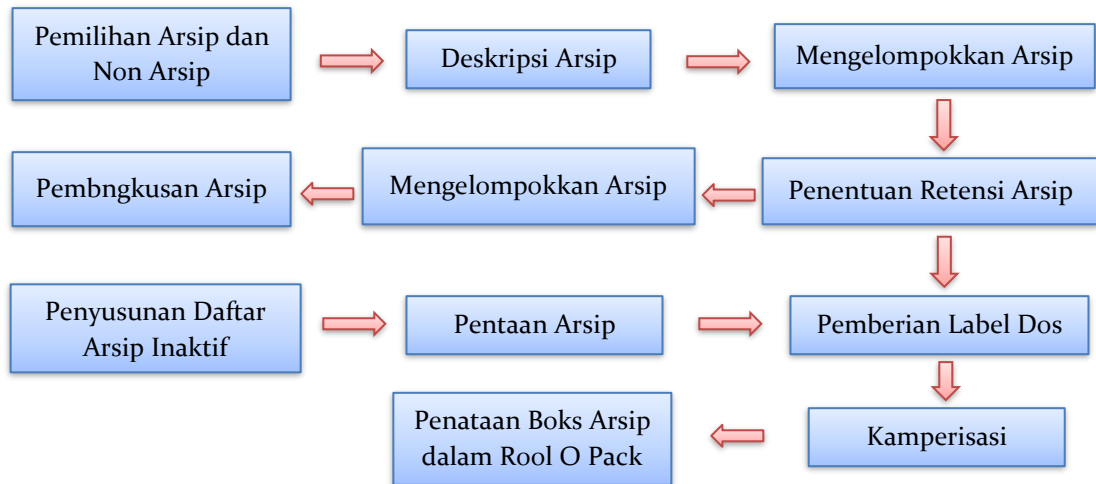 Pemilihan Arsip dan
Non Arsip
Deskripsi Arsip
Mengelompokkan Arsip
Pembngkusan Arsip
Mengelompokkan Arsip
Penentuan Retensi Arsip
Penyusunan Daftar
Arsip Inaktif
Pentaan Arsip
Pemberian Label Dos
Penataan Boks Arsip
dalam Rool O Pack
Kamperisasi